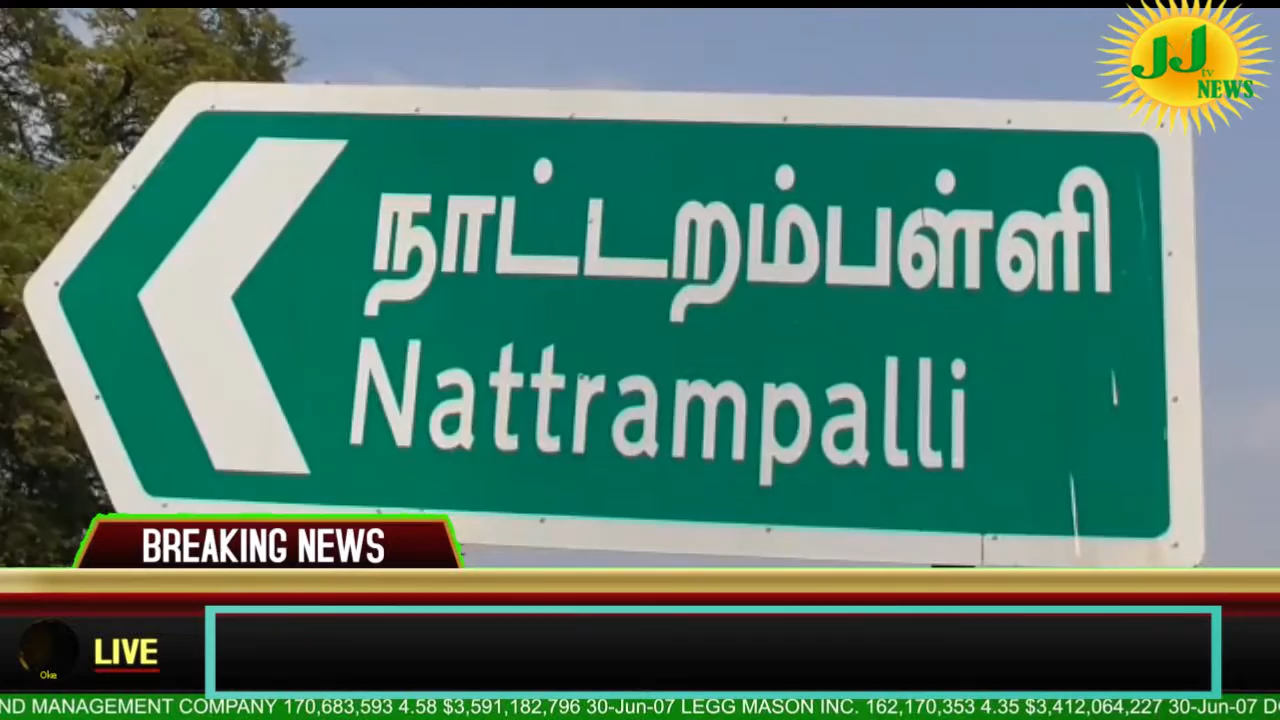 JJ
tv
NEWS
நாட்டறம்பள்ளி
Nattrampalli
BREAKING NEWS
Oke
LIVE
ND MANAGEMENT COMPANY 170,683,593 4.58 $3,591,182,796 30-Jun-07 LEGG MASON INC. 162,170,353 4.35 $3,412,064,227 30-Jun-07